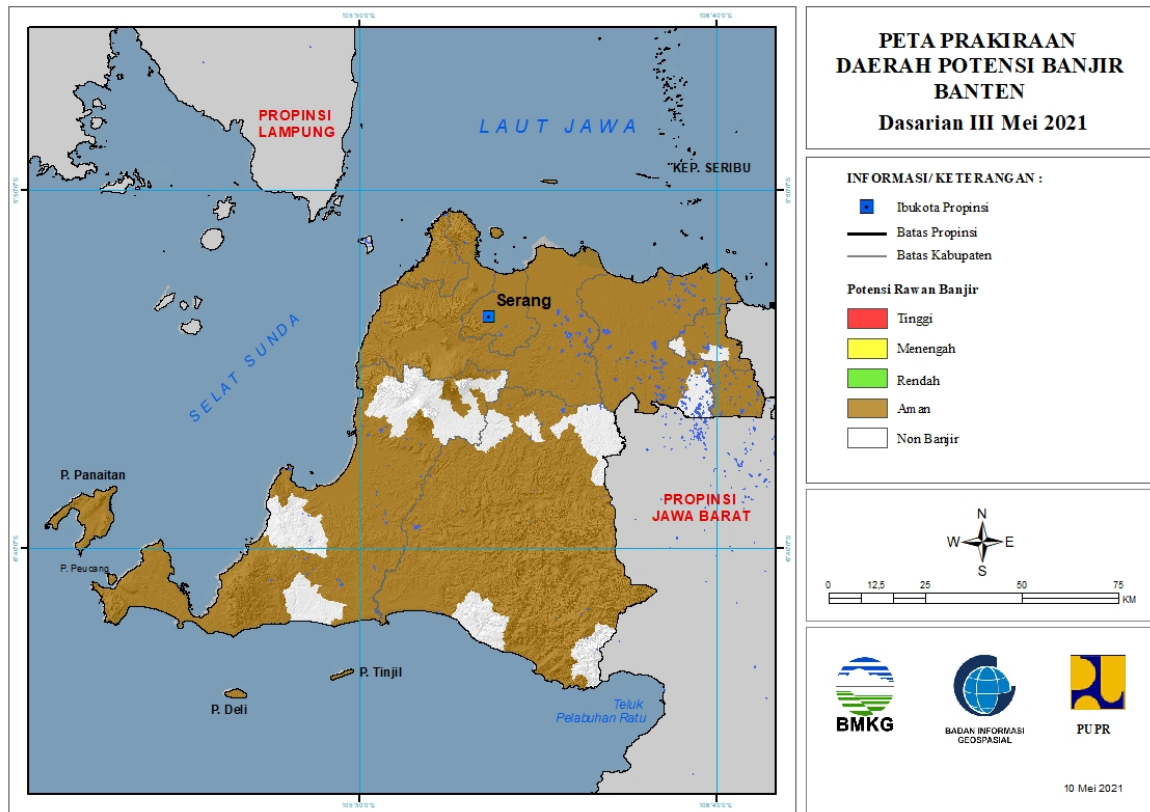 PETA PRAKIRAAN
DAERAH POTENSI BANJIR
BANTEN
Dasarian III Mei 2021
INFORMASI/ KETERANGAN :
Ibukota Propinsi
Batas Propinsi
Batas Kabupaten
Potensi Rawan Banjir
Tinggi
Menengah
Rendah
Aman
Non Banjir
N
W E
S
0 12,5 25 50 75
KM
BMKG
BADAN INFORMASI
GEOSPASIAL
PUPR
10 Mei 2021
PROPINSI
LAMPUNG
LAUT JAWA
KEP. SERIBU
Serang
SELAT SUNDA
P. Panaitan
P. Peucang
PROPINSI
JAWA BARAT
P. Tinjil
P. Deli
Teluk
Pelabuhan Ratu